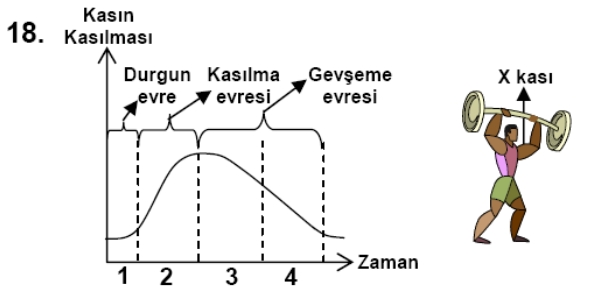 18.
Kasın
Kasılması
Durgun
evre
Kasılma
evresi
Gevşeme
evresi
X kası
Zaman
1 2 3 4